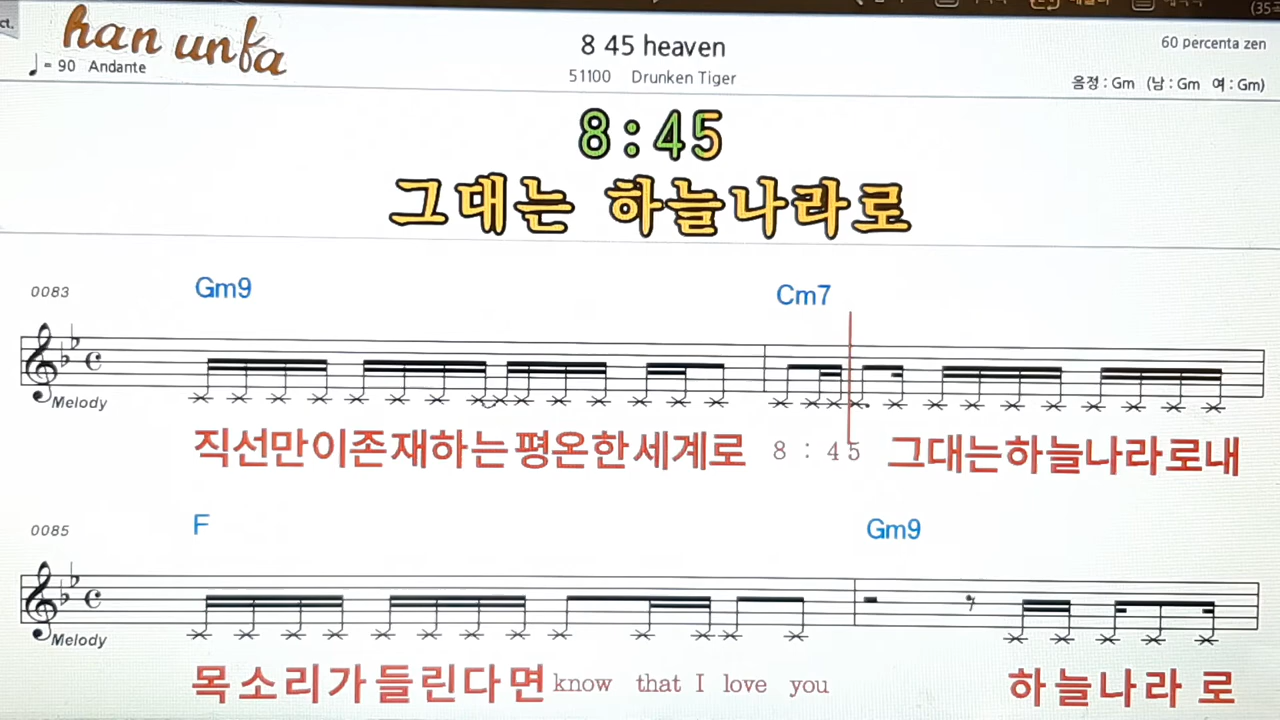 ct.
han unfa
♩= 90 Andante
8 45 heaven
60 percenta zen
51100 Drunken Tiger
음정 : Gm (남 : Gm 여 : Gm)
8:45
그대는 하늘나라로
0083
Gm9 Cm7
Melody
직선만이존재하는평온한세계로 8 : 45 그대는하늘나라로내
0085
F Gm9
Melody
목소리가들린다면 know that I love you 하늘나라 로